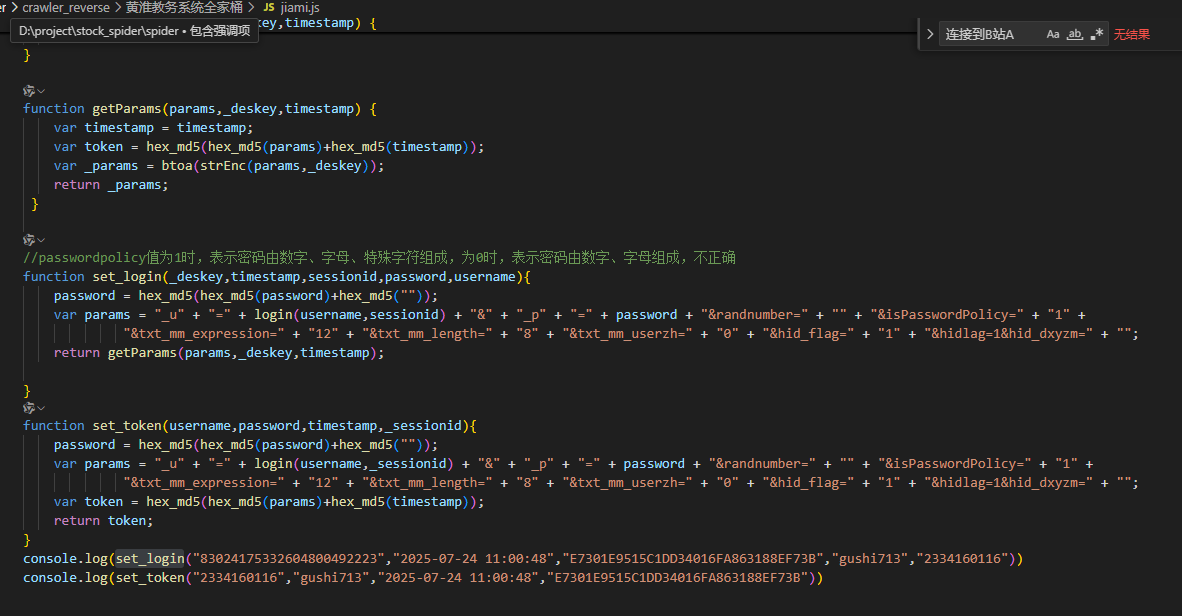 er > crawler_reverse > 黄淮教务系统全家桶 > JS jiami.js
D:\project\stock_spider\spider • 包含强调项
key,timestamp) {
连接到B站A Aa ab .* 无结果
}
function getParams(params,_deskey,timestamp) {
var timestamp = timestamp;
var token = hex_md5(hex_md5(params)+hex_md5(timestamp));
var _params = btoa(strEnc(params,_deskey));
return _params;
}
//passwordpolicy值为1时，表示密码由数字、字母、特殊字符组成，为0时，表示密码由数字、字母组成，不正确
function set_login(_deskey,timestamp,sessionid,password,username){
password = hex_md5(hex_md5(password)+hex_md5(""));
var params = "_u" + "=" + login(username,sessionid) + "&" + "_p" + "=" + password + "&randnumber=" + "" + "&isPasswordPolicy=" + "1" +
"&txt_mm_expression=" + "12" + "&txt_mm_length=" + "8" + "&txt_mm_userzh=" + "0" + "&hid_flag=" + "1" + "&hidlag=1&hid_dxyzm=" + "";
return getParams(params,_deskey,timestamp);
}
function set_token(username,password,timestamp,_sessionid){
password = hex_md5(hex_md5(password)+hex_md5(""));
var params = "_u" + "=" + login(username,_sessionid) + "&" + "_p" + "=" + password + "&randnumber=" + "" + "&isPasswordPolicy=" + "1" +
"&txt_mm_expression=" + "12" + "&txt_mm_length=" + "8" + "&txt_mm_userzh=" + "0" + "&hid_flag=" + "1" + "&hidlag=1&hid_dxyzm=" + "";
var token = hex_md5(hex_md5(params)+hex_md5(timestamp));
return token;
}
console.log(set_login("83024175332604800492223","2025-07-24 11:00:48","E7301E9515C1DD34016FA863188EF73B","gushi713","2334160116"))
console.log(set_token("2334160116","gushi713","2025-07-24 11:00:48","E7301E9515C1DD34016FA863188EF73B"))